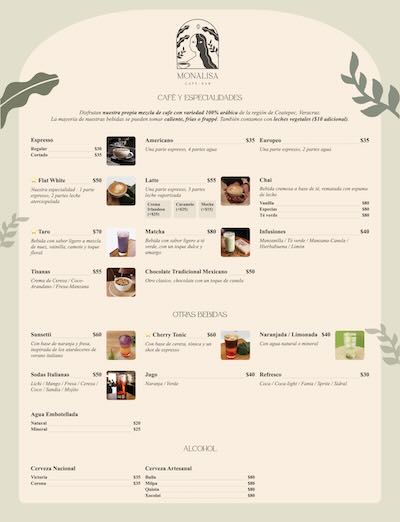 MONALISA
CAFÉ-BAR
CAFÉ Y ESPECIALIDADES
Disfrutan nuestra propia mezcla de cafe con variedad 100% arábica de la región de Coatepec, Veracruz.
La mayoría de nuestras bebidas se pueden tomar caliente, frías o frappé. También contamos con leches vegetales ($10 adicional).
Espresso
Regular $30
Cortado $35
Americano $35
Una parte espresso, 4 partes agua
Europeo $35
Una parte espresso, 2 partes agua
Flat White $50
Nuestra especialidad : 1 parte
espresso, 2 partes leche
aterciopelada
Latte $55
Una parte espresso, 3 partes
leche vaporizada
Crema
Irlandesa
(+$25)
Caramelo
(+$25)
Mocha
(+$15)
Chai
Bebida cremosa a base de té, rematada con espuma
de leche
Vanilla $80
Especias $80
Té verde $80
Taro $70
Bebida con sabor ligero a mezcla
de nuez, vainilla, camote y toque
floral
Matcha $80
Bebida con sabor ligero a té
verde, con un toque dulce y
amargo
Infusiones $40
Manzanilla / Té verde / Manzana-Canela /
Hierbabuena / Limón
Tisanas $55
Crema de Cereza / Coco-
Arandano / Fresa-Manzana
Chocolate Tradicional Mexicano $50
Otro clásico, chocolate con un toque de canela
OTRAS BEBIDAS
Sunsetti $60
Con base de naranja y fresa,
inspirada de los atardeceres de
verano italiano
Cherry Tonic $60
Con base de cereza, tónica y un
shot de espresso
Naranjada / Limonada $40
Con agua natural o mineral
Sodas Italianas $50
Lichi / Mango / Fresa / Cereza /
Coco / Sandía / Mojito
Jugo $40
Naranja / Verde
Refresco $30
Coca / Coca-light / Fanta / Sprite / Sidral
Agua Embotellada
Natural $20
Mineral $25
ALCOHOL
Cerveza Nacional
Victoria $35
Corona $35
Cerveza Artesanal
Bulla $80
Milpa $80
Quinta $80
Xocolat $80